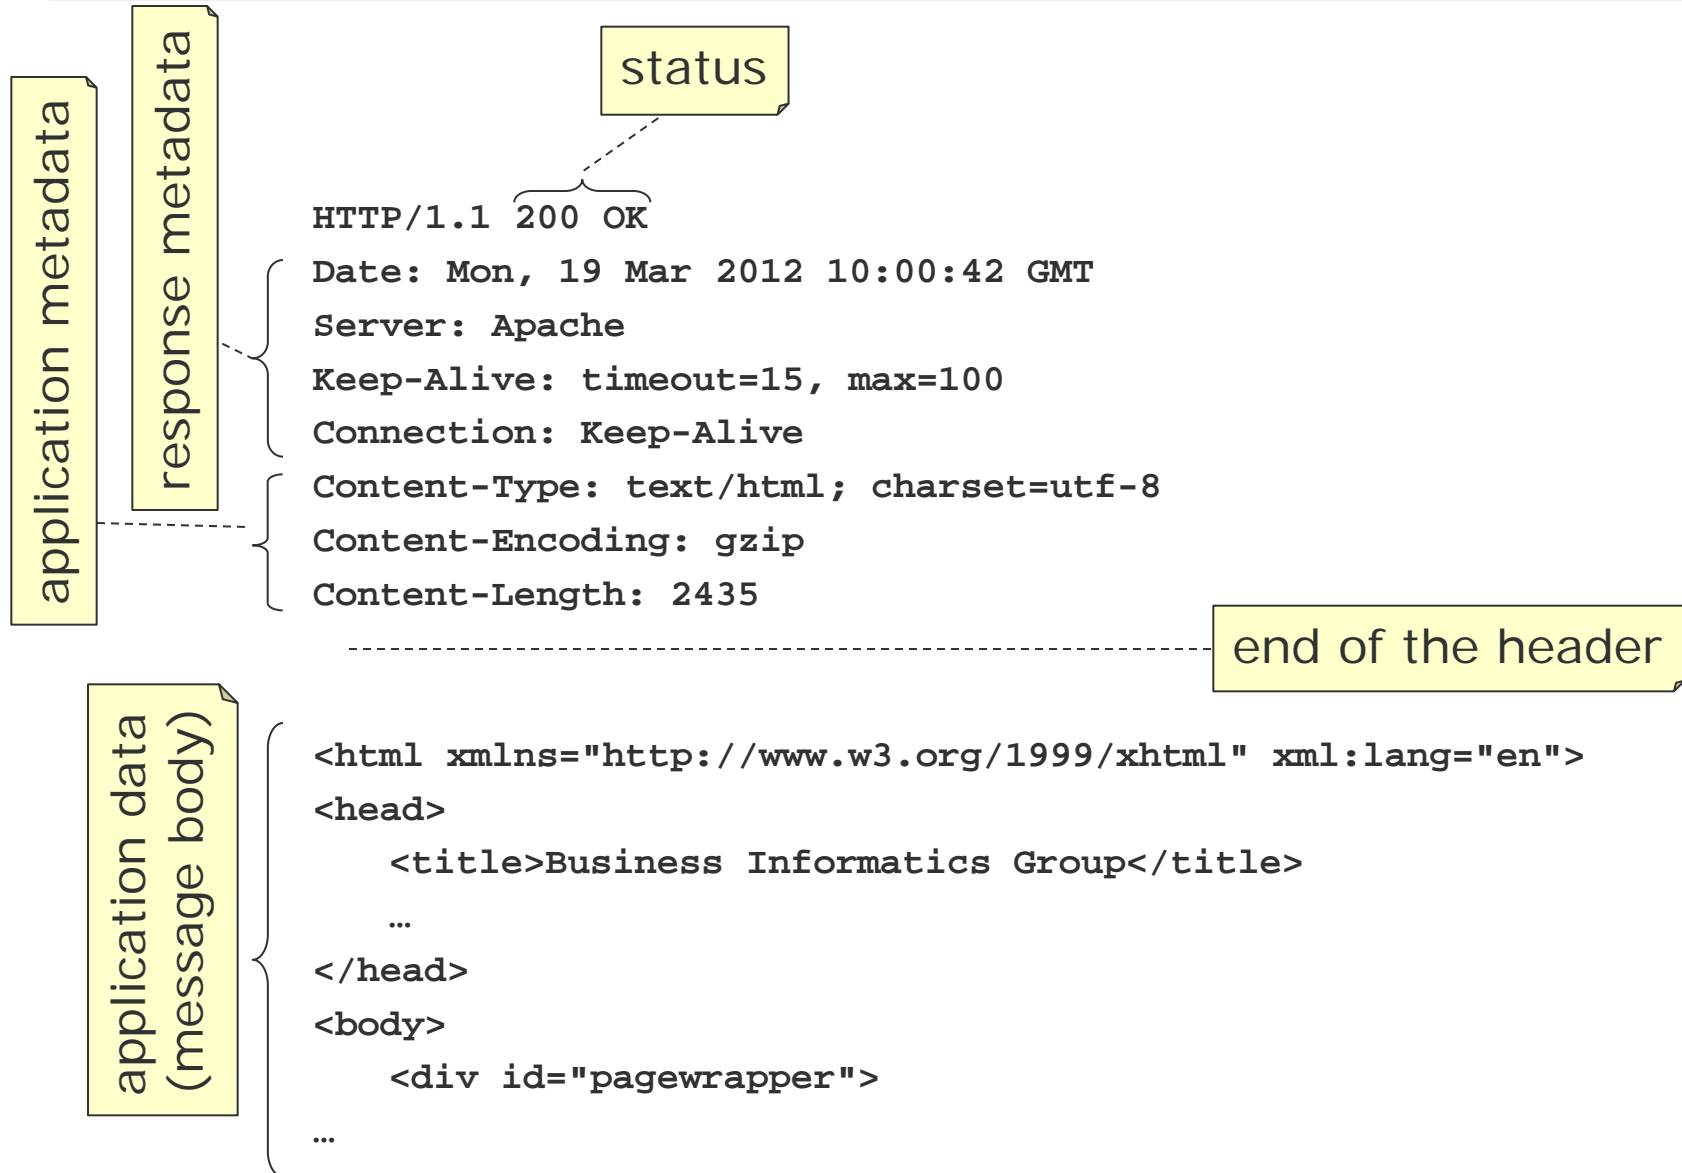 status
application metadata
response metadata
HTTP/1.1 200 OK
Date: Mon, 19 Mar 2012 10:00:42 GMT
Server: Apache
Keep-Alive: timeout=15, max=100
Connection: Keep-Alive
Content-Type: text/html; charset=utf-8
Content-Encoding: gzip
Content-Length: 2435
end of the header
application data
(message body)
<html xmlns="http://www.w3.org/1999/xhtml" xml:lang="en">
<head>
<title>Business Informatics Group</title>
…
</head>
<body>
<div id="pagewrapper">
…